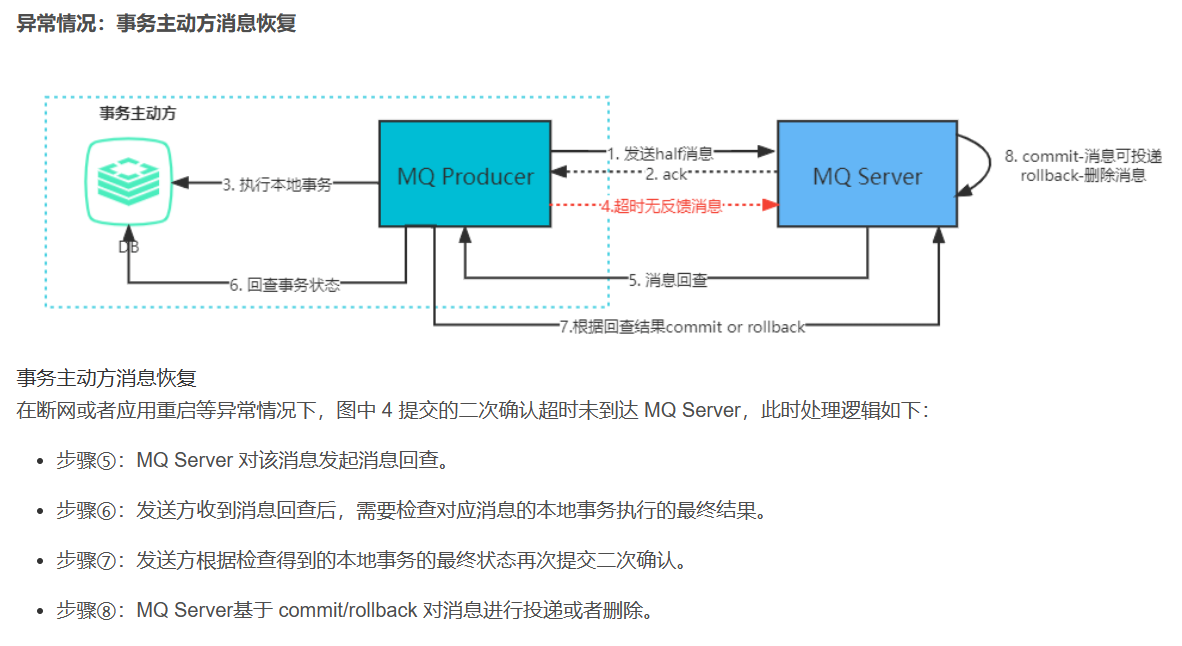 异常情况：事务主动方消息恢复
事务主动方
MQ Producer
MQ Server
1. 发送half消息
2. ack
3. 执行本地事务
4.超时无反馈消息
8. commit-消息可投递
rollback-删除消息
DB
6. 回查事务状态
5. 消息回查
7.根据回查结果commit or rollback
事务主动方消息恢复
在断网或者应用重启等异常情况下，图中 4 提交的二次确认超时未到达 MQ Server，此时处理逻辑如下：
• 步骤⑤：MQ Server 对该消息发起消息回查。
• 步骤⑥：发送方收到消息回查后，需要检查对应消息的本地事务执行的最终结果。
• 步骤⑦：发送方根据检查得到的本地事务的最终状态再次提交二次确认。
• 步骤⑧：MQ Server基于 commit/rollback 对消息进行投递或者删除。